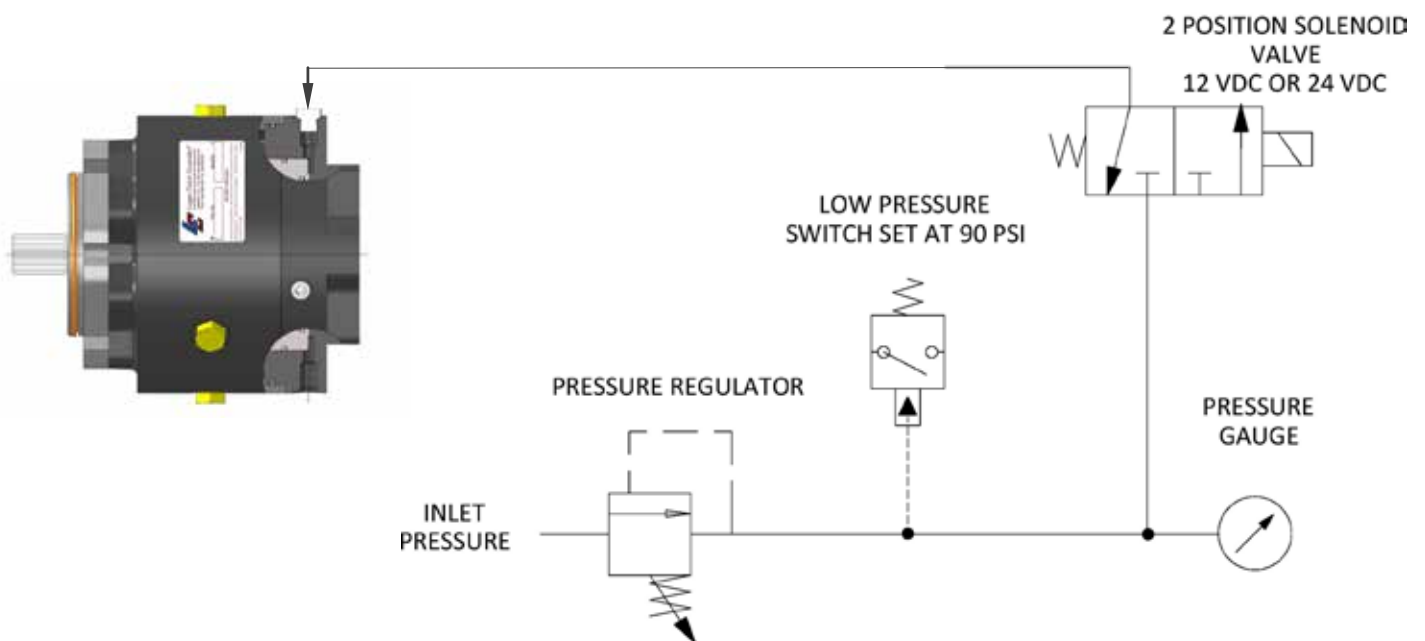 2 POSITION SOLENOID
VALVE
12 VDC OR 24 VDC
LOW PRESSURE
SWITCH SET AT 90 PSI
PRESSURE REGULATOR
PRESSURE
GAUGE
INLET
PRESSURE